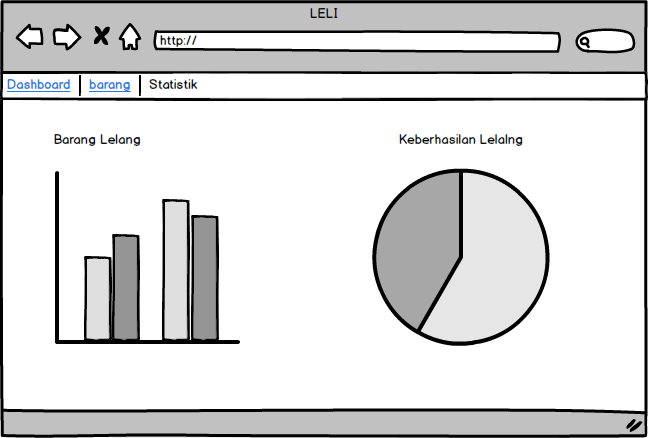 LELI
http://
Dashboard barang Statistik
Barang Lelang
Keberhasilan Lelalng